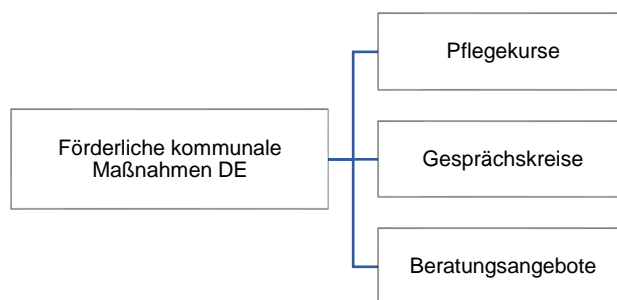 Förderliche kommunale
Maßnahmen DE
Pflegekurse
Gesprächskreise
Beratungsangebote